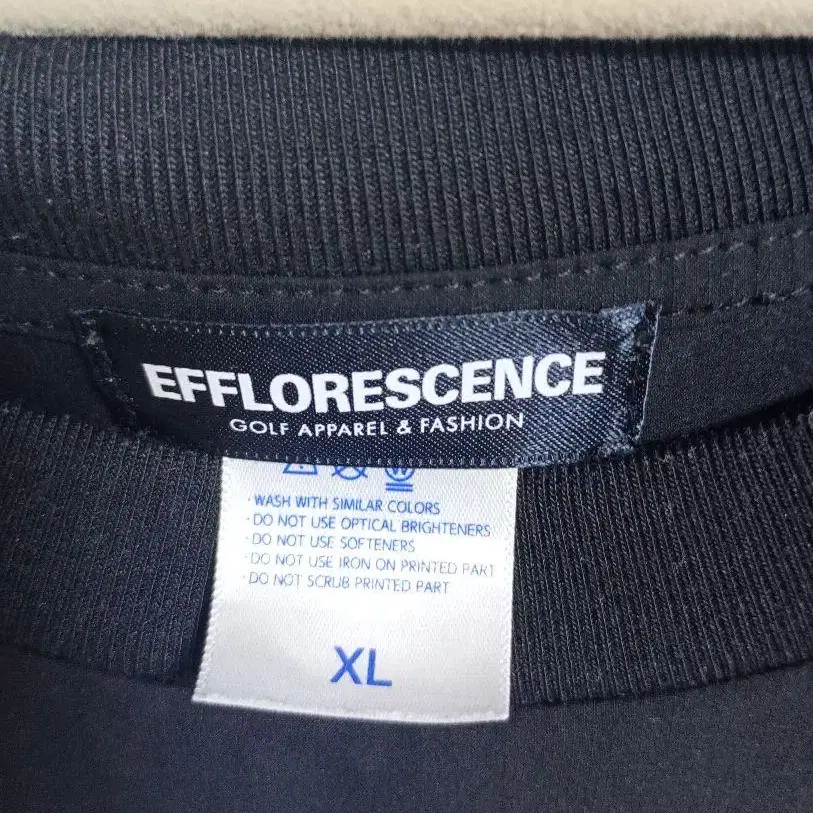 EFFLORESCENCE
GOLF APPAREL & FASHION
· WASH WITH SIMILAR COLORS
· DO NOT USE OPTICAL BRIGHTENERS
· DO NOT USE SOFTENERS
· DO NOT USE IRON ON PRINTED PART
· DO NOT SCRUB PRINTED PART
XL